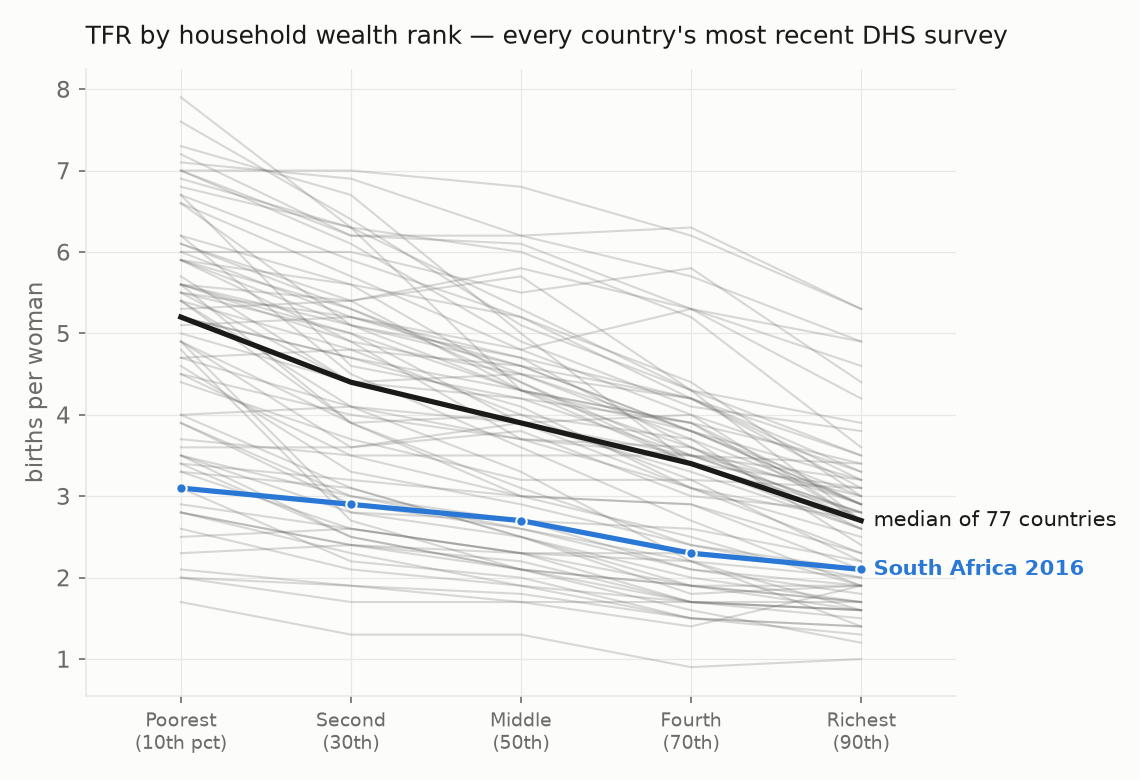 TFR by household wealth rank — every country's most recent DHS survey
births per woman
8
7
6
5
4
3
2
1
median of 77 countries
South Africa 2016
Poorest
(10th pct)
Second
(30th)
Middle
(50th)
Fourth
(70th)
Richest
(90th)